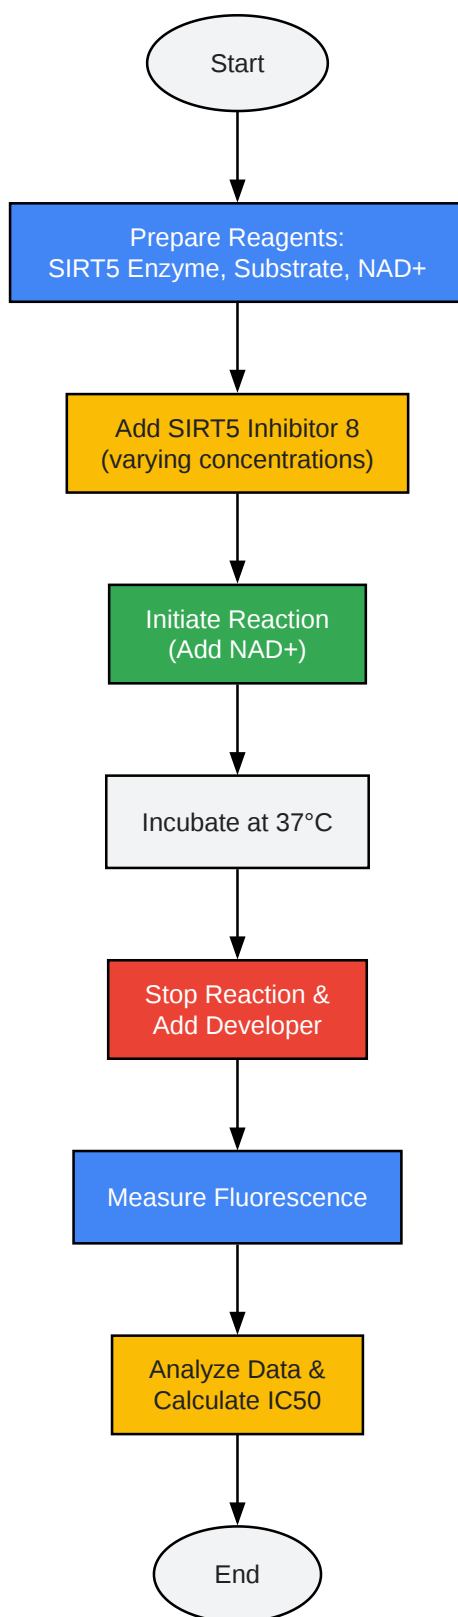 Start
Prepare Reagents:
SIRT5 Enzyme, Substrate, NAD+
Add SIRT5 Inhibitor 8
(varying concentrations)
Initiate Reaction
(Add NAD+)
Incubate at 37°C
Stop Reaction &
Add Developer
Measure Fluorescence
Analyze Data &
Calculate IC50
End